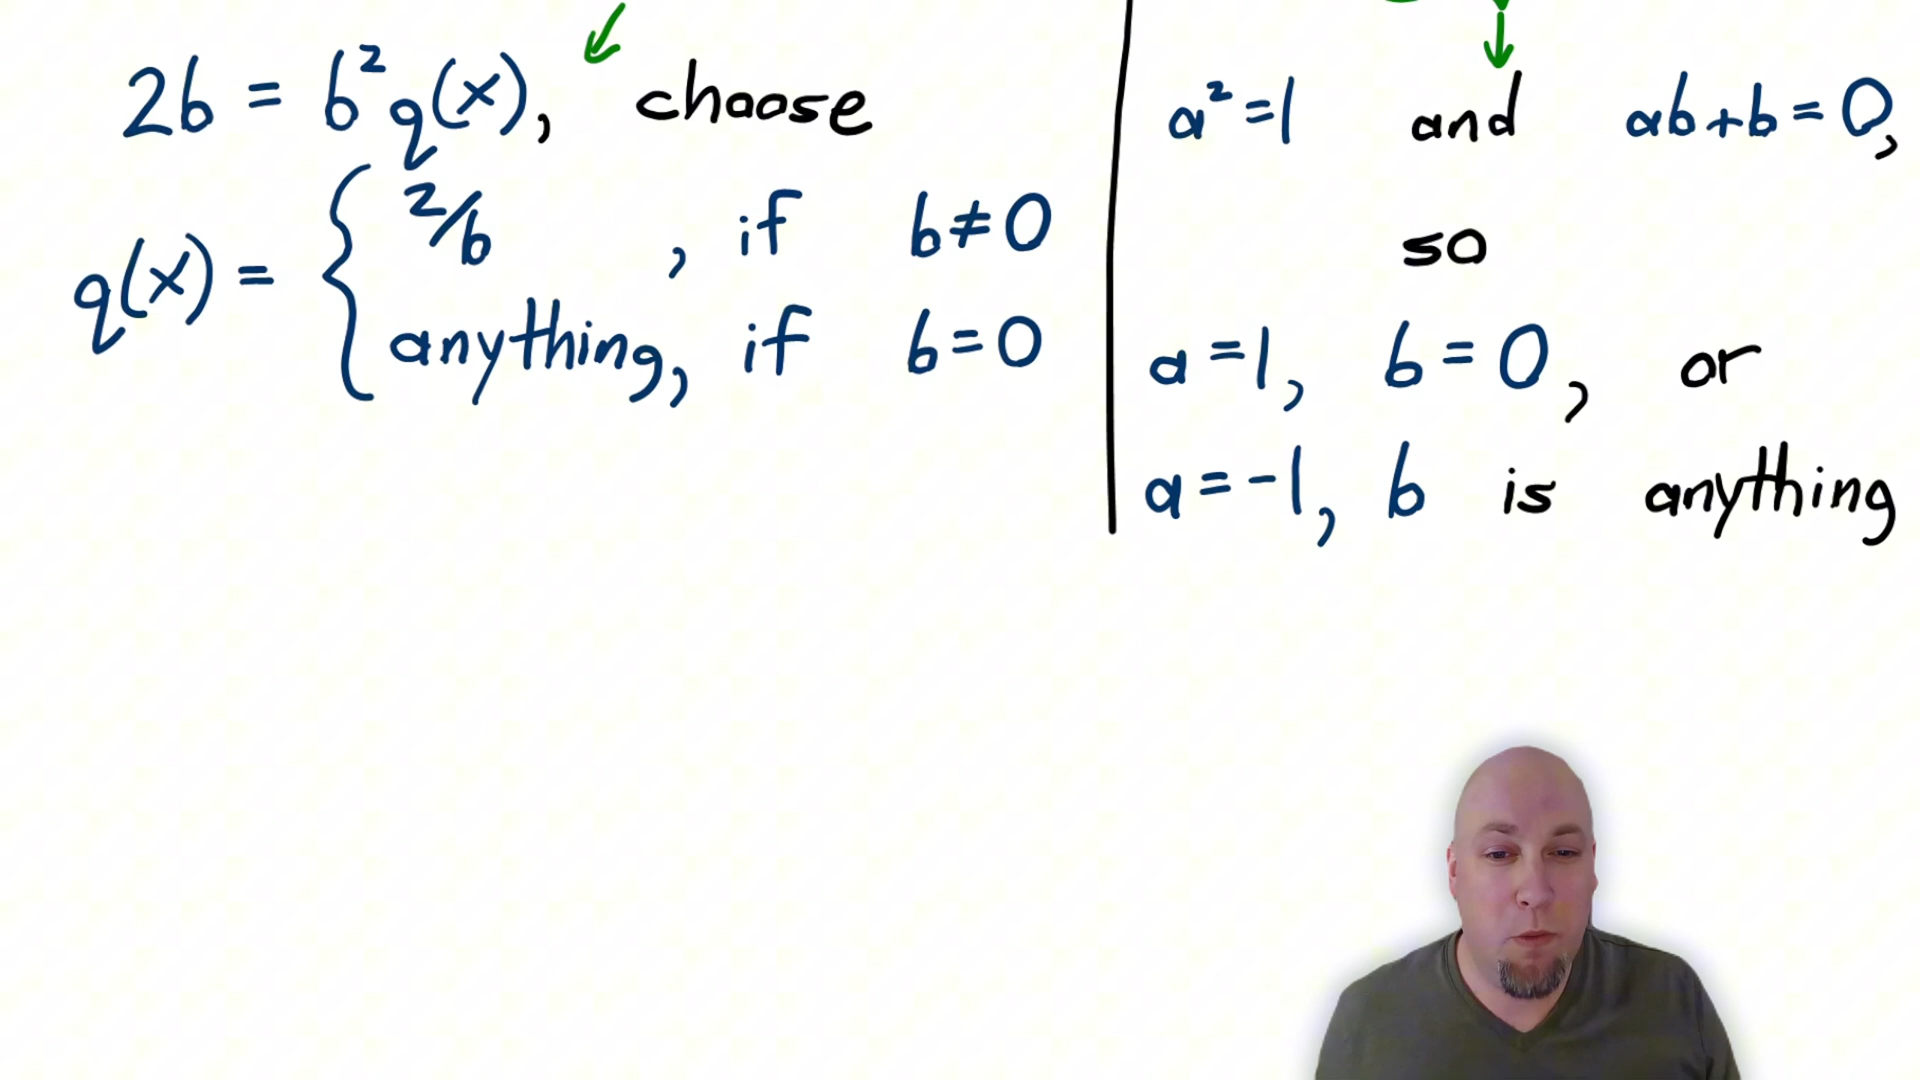 2b = b² q(x), choose
q(x) = { 2/b , if b ≠ 0
anything, if b = 0
a² = 1 and ab + b = 0,
so
a = 1, b = 0, or
a = -1, b is anything